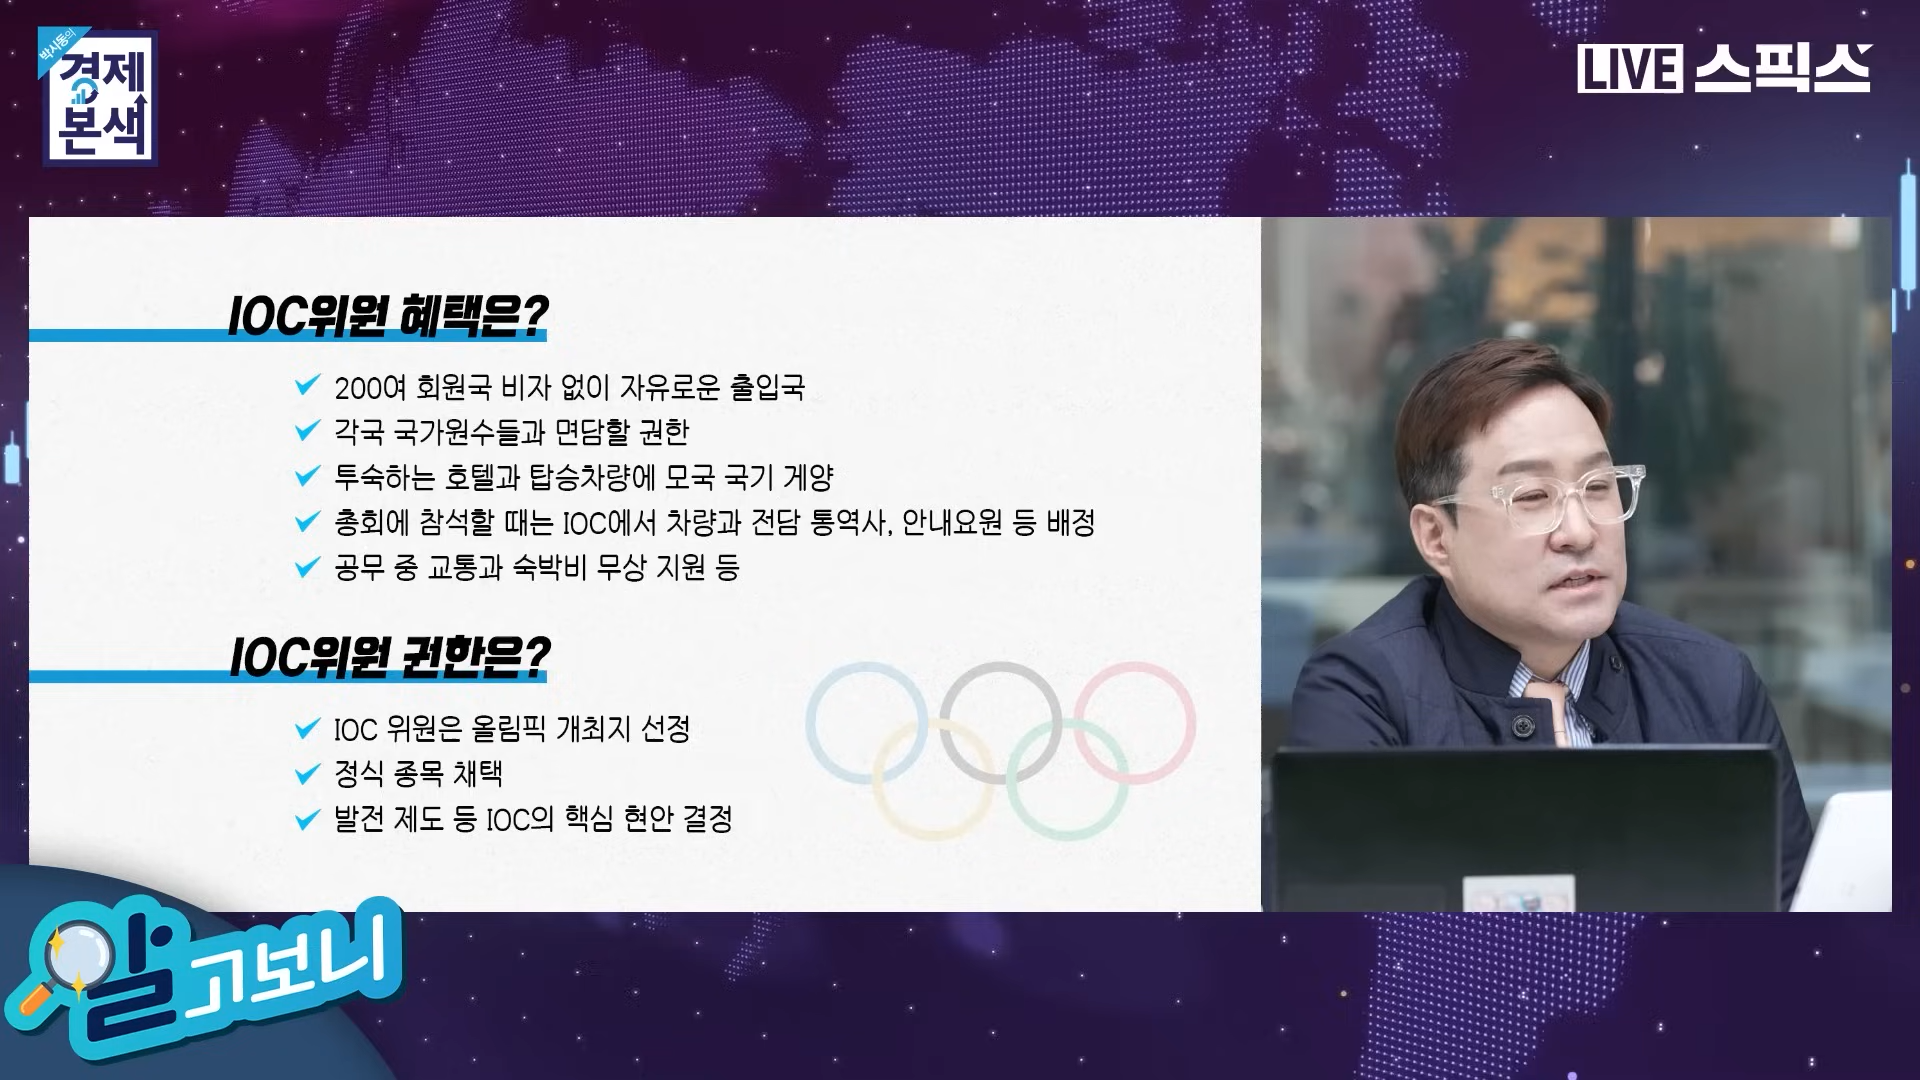 박시동의
경제
본색
LIVE 스픽스
IOC위원 혜택은?
200여 회원국 비자 없이 자유로운 출입국
각국 국가원수들과 면담할 권한
투숙하는 호텔과 탑승차량에 모국 국기 게양
총회에 참석할 때는 IOC에서 차량과 전담 통역사, 안내요원 등 배정
공무 중 교통과 숙박비 무상 지원 등
IOC위원 권한은?
IOC 위원은 올림픽 개최지 선정
정식 종목 채택
발전 제도 등 IOC의 핵심 현안 결정
알고보니